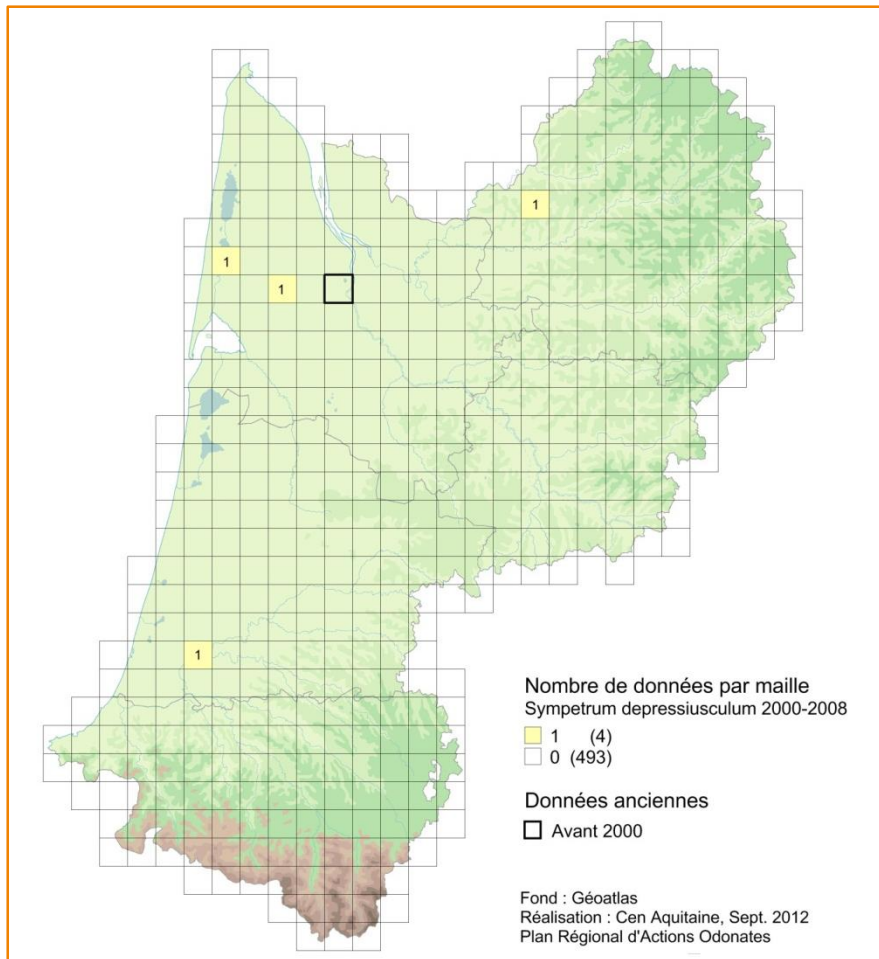 1
1
1
1
Nombre de données par maille
Sympetrum depressiusculum 2000-2008
1 (4)
0 (493)
Données anciennes
Avant 2000
Fond : Géoatlas
Réalisation : Cen Aquitaine, Sept. 2012
Plan Régional d'Actions Odonates